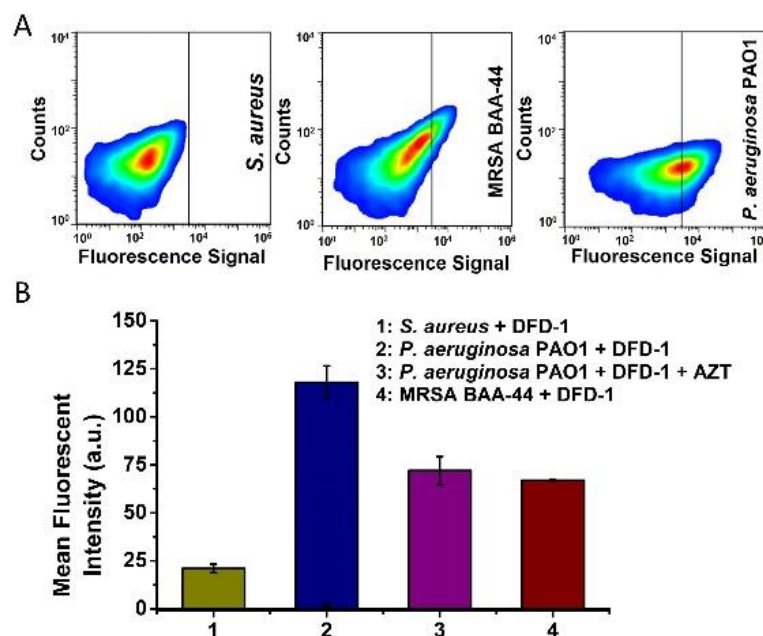 A
Counts
10⁴
10²
10⁰
10⁰ 10² 10⁴ 10⁶
Fluorescence Signal
S. aureus
Counts
10⁴
10²
10⁰
10⁰ 10² 10⁴ 10⁶
Fluorescence Signal
MRSA BAA-44
Counts
10⁴
10⁰
10⁰ 10² 10⁴
Fluorescence Signal
P. aeruginosa PAO1
B
Mean Fluorescent
Intensity (a.u.)
150
125
100
75
50
25
0
1: S. aureus + DFD-1
2: P. aeruginosa PAO1 + DFD-1
3: P. aeruginosa PAO1 + DFD-1 + AZT
4: MRSA BAA-44 + DFD-1
1 2 3 4